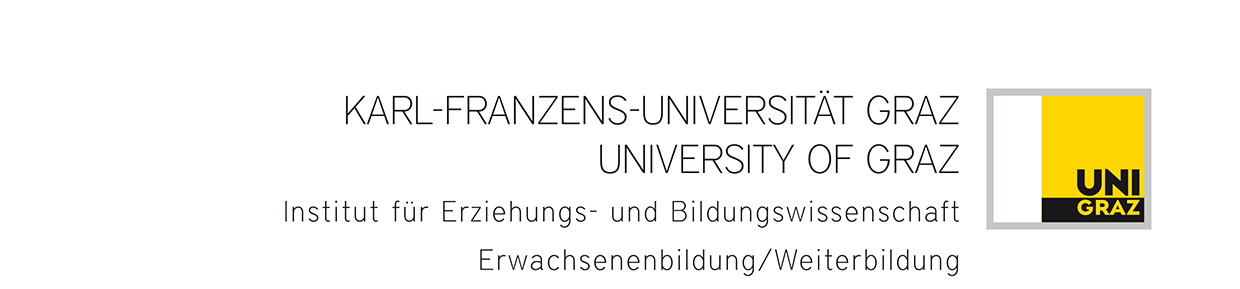 KARL-FRANZENS-UNIVERSITÄT GRAZ
UNIVERSITY OF GRAZ
Institut für Erziehungs- und Bildungswissenschaft
Erwachsenenbildung/Weiterbildung
UNI
GRAZ